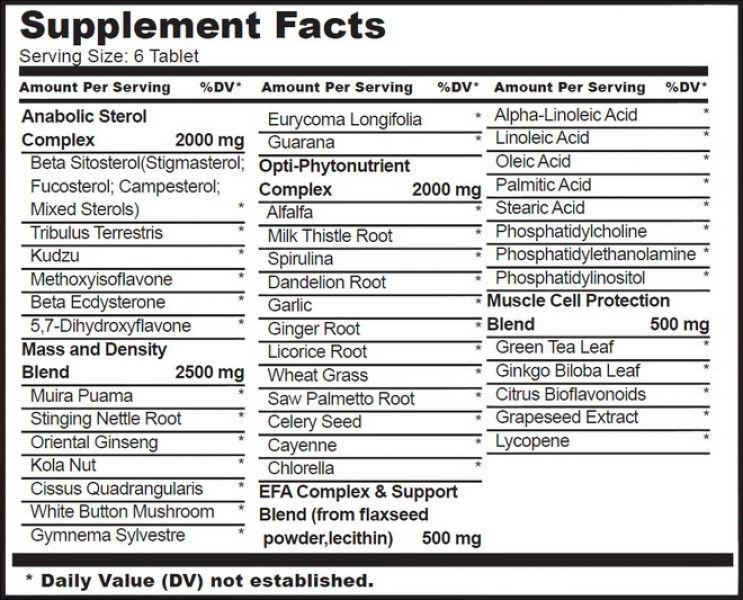 Supplement Facts
Serving Size: 6 Tablet
Amount Per Serving %DV*
Anabolic Sterol
Complex 2000 mg
Beta Sitosterol(Stigmasterol;
Fucosterol; Campesterol;
Mixed Sterols) *
Tribulus Terrestris *
Kudzu *
Methoxyisoflavone *
Beta Ecdysterone *
5,7-Dihydroxyflavone *
Mass and Density
Blend 2500 mg
Muira Puama *
Stinging Nettle Root *
Oriental Ginseng *
Kola Nut *
Cissus Quadrangularis *
White Button Mushroom *
Gymnema Sylvestre *
Amount Per Serving %DV*
Eurycoma Longifolia *
Guarana *
Opti-Phytonutrient
Complex 2000 mg
Alfalfa *
Milk Thistle Root *
Spirulina *
Dandelion Root *
Garlic *
Ginger Root *
Licorice Root *
Wheat Grass *
Saw Palmetto Root *
Celery Seed *
Cayenne *
Chlorella *
EFA Complex & Support
Blend (from flaxseed
powder,lecithin) 500 mg
Amount Per Serving %DV*
Alpha-Linoleic Acid *
Linoleic Acid *
Oleic Acid *
Palmitic Acid *
Stearic Acid *
Phosphatidylcholine *
Phosphatidylethanolamine *
Phosphatidylinositol *
Muscle Cell Protection
Blend 500 mg
Green Tea Leaf *
Ginkgo Biloba Leaf *
Citrus Bioflavonoids *
Grapeseed Extract *
Lycopene *
* Daily Value (DV) not established.